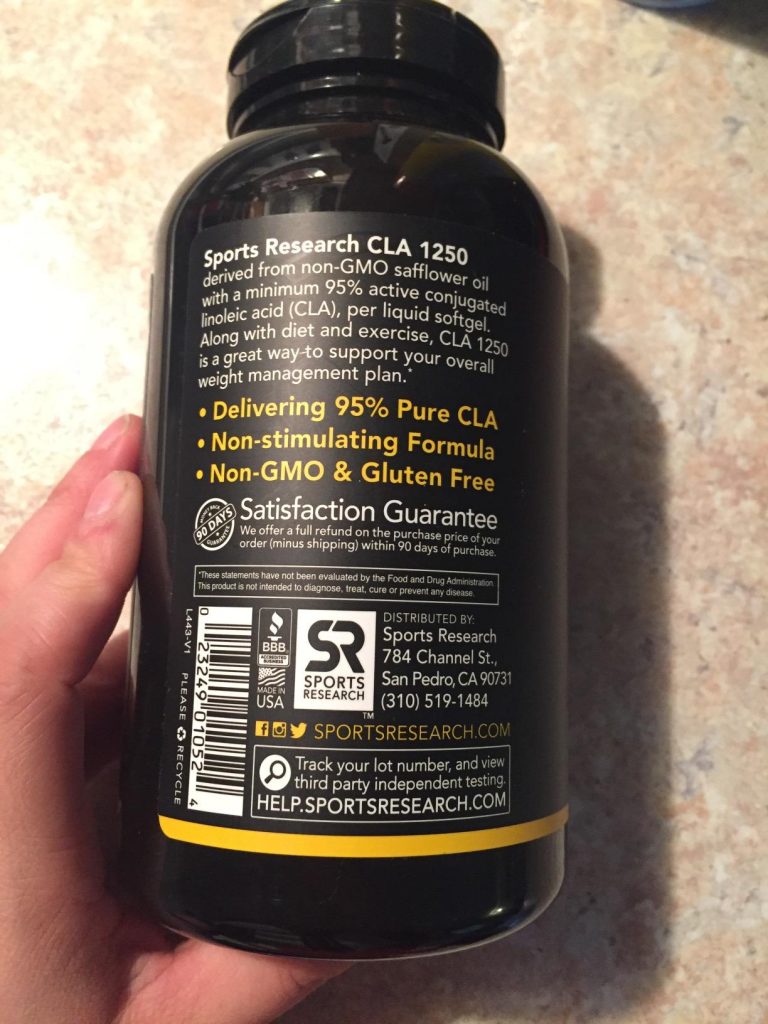 Sports Research CLA 1250
derived from non-GMO safflower oil
with a minimum 95% active conjugated
linoleic acid (CLA), per liquid softgel.
Along with diet and exercise, CLA 1250
is a great way to support your overall
weight management plan.*
• Delivering 95% Pure CLA
• Non-stimulating Formula
• Non-GMO & Gluten Free
90 DAYS
GUARANTEE
Satisfaction Guarantee
We offer a full refund on the purchase price of your
order (minus shipping) within 90 days of purchase.
*These statements have not been evaluated by the Food and Drug Administration.
This product is not intended to diagnose, treat, cure or prevent any disease.
L443-V1
PLEASE RECYCLE
0 23249 01052 4
BBB
ACCREDITED
BUSINESS
MADE IN
USA
SR
SPORTS
RESEARCH
TM
DISTRIBUTED BY:
Sports Research
784 Channel St.,
San Pedro, CA 90731
(310) 519-1484
SPORTSRESEARCH.COM
Track your lot number, and view
third party independent testing.
HELP.SPORTSRESEARCH.COM